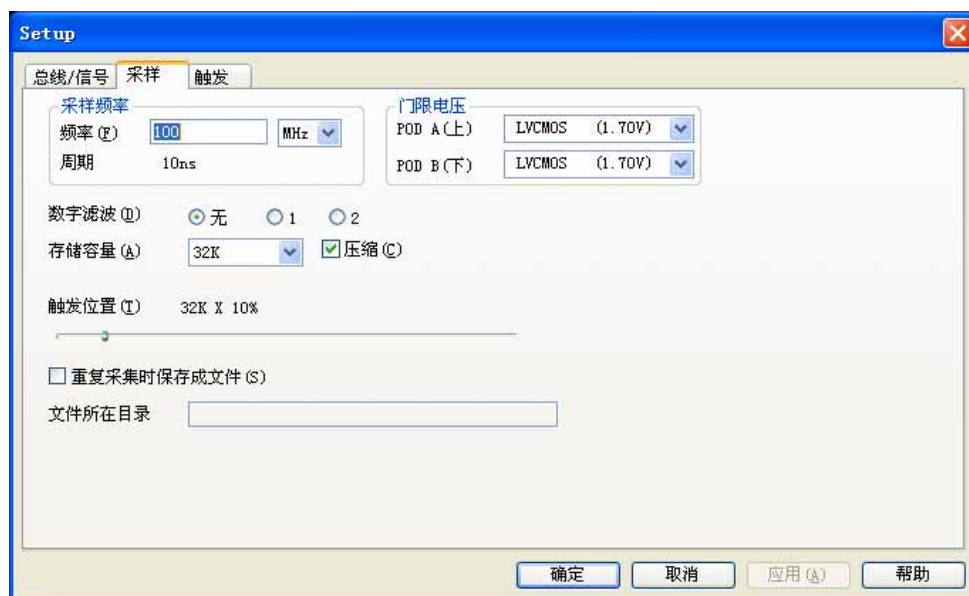 Setup
总线/信号 采样 触发
采样频率
频率(F) 100 MHz
周期 10ns
门限电压
POD A(上) LVCMOS (1.70V)
POD B(下) LVCMOS (1.70V)
数字滤波(D) 无 1 2
存储容量(A) 32K 压缩(C)
触发位置(T) 32K X 10%
重复采集时保存成文件(S)
文件所在目录
确定 取消 应用(A) 帮助